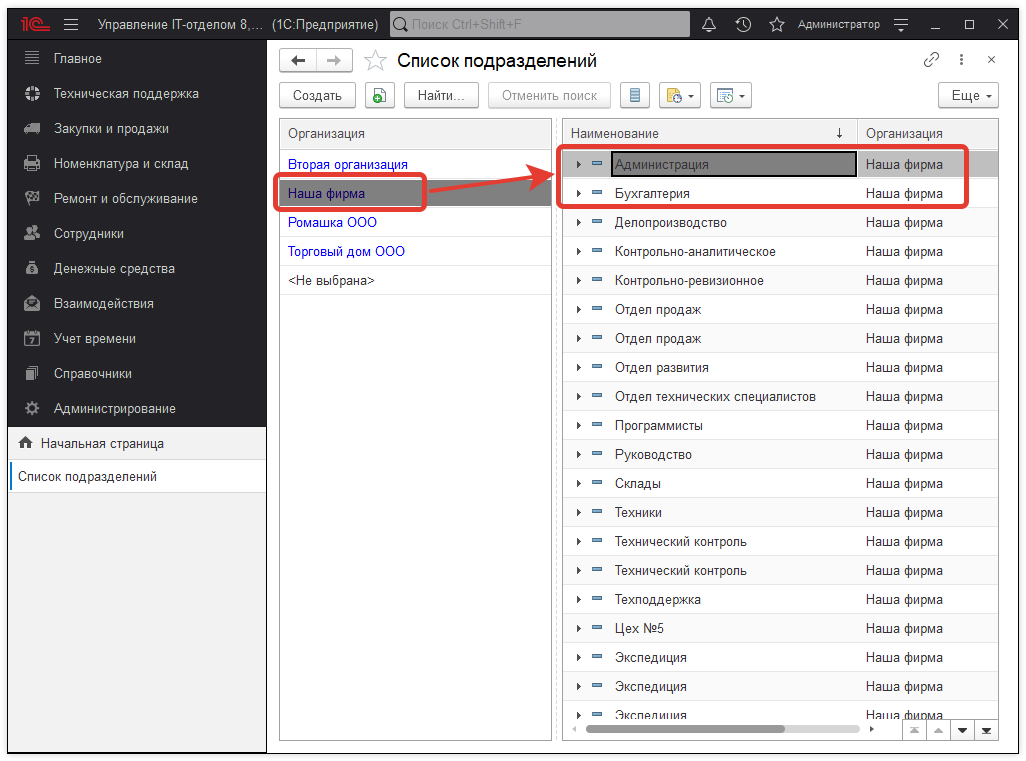 1С Управление IT-отделом 8,... (1С:Предприятие) Поиск Ctrl+Shift+F Администратор
Главное
Техническая поддержка
Закупки и продажи
Номенклатура и склад
Ремонт и обслуживание
Сотрудники
Денежные средства
Взаимодействия
Учет времени
Справочники
Администрирование
Начальная страница
Список подразделений
Список подразделений
Создать Найти... Отменить поиск Еще
Организация
Вторая организация
Наша фирма
Ромашка ООО
Торговый дом ООО
<Не выбрана>
Наименование Организация
Администрация Наша фирма
Бухгалтерия Наша фирма
Делопроизводство Наша фирма
Контрольно-аналитическое Наша фирма
Контрольно-ревизионное Наша фирма
Отдел продаж Наша фирма
Отдел продаж Наша фирма
Отдел развития Наша фирма
Отдел технических специалистов Наша фирма
Программисты Наша фирма
Руководство Наша фирма
Склады Наша фирма
Техники Наша фирма
Технический контроль Наша фирма
Технический контроль Наша фирма
Техподдержка Наша фирма
Цех №5 Наша фирма
Экспедиция Наша фирма
Экспедиция Наша фирма
Экспедиция Наша фирма